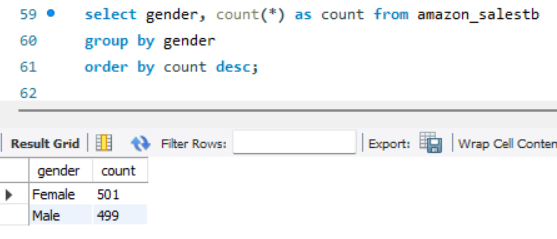 59 select gender, count(*) as count from amazon_salestb
60 group by gender
61 order by count desc;
62
Result Grid Filter Rows: Export: Wrap Cell Conten
gender count
Female 501
Male 499